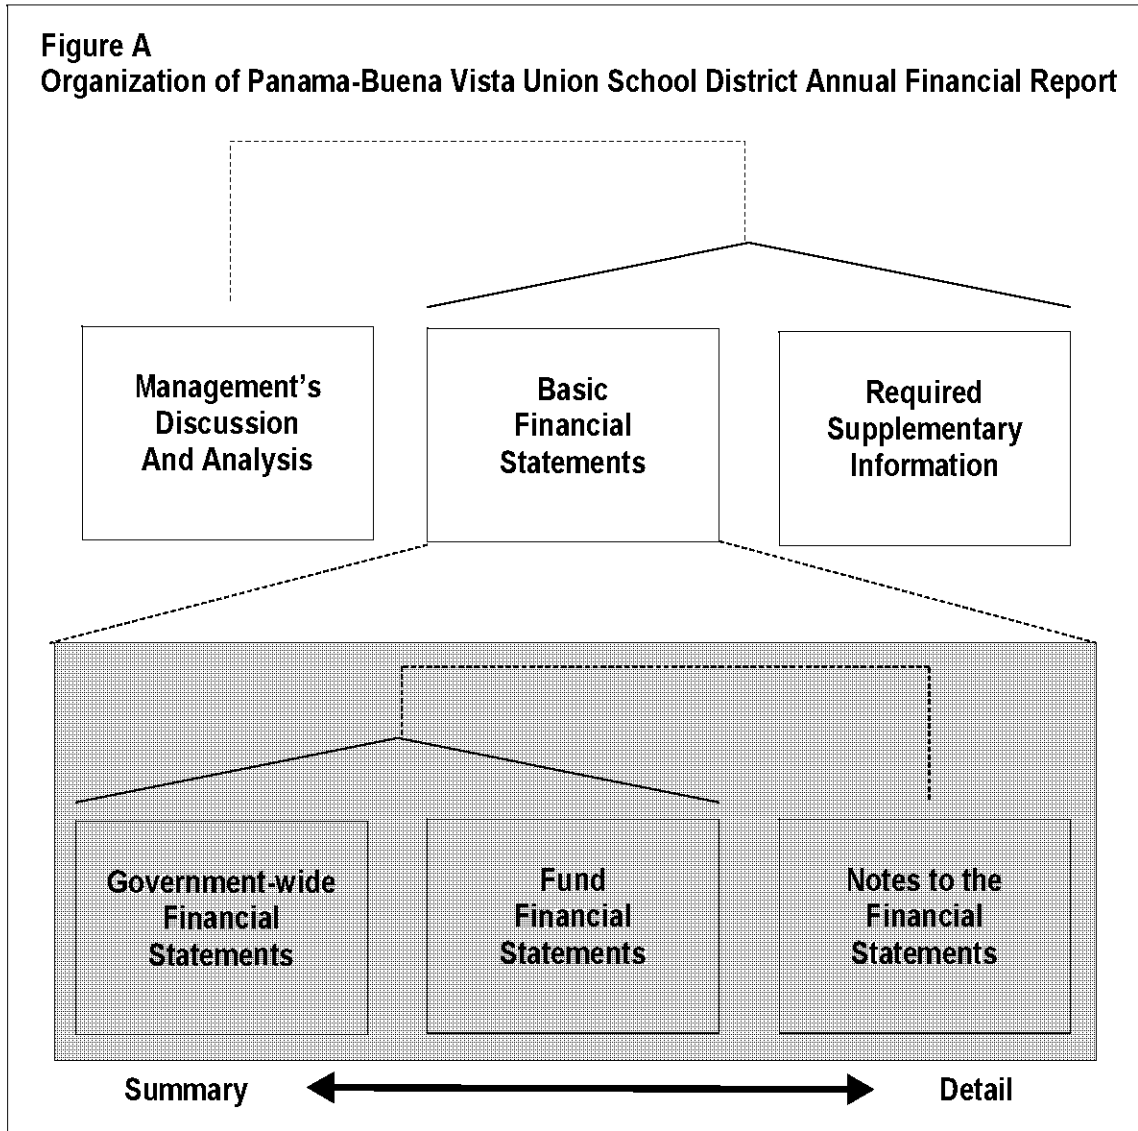 Figure A
Organization of Panama-Buena Vista Union School District Annual Financial Report
Management’s
Discussion
And Analysis
Basic
Financial
Statements
Required
Supplementary
Information
Government-wide
Financial
Statements
Fund
Financial
Statements
Notes to the
Financial
Statements
Summary
Detail